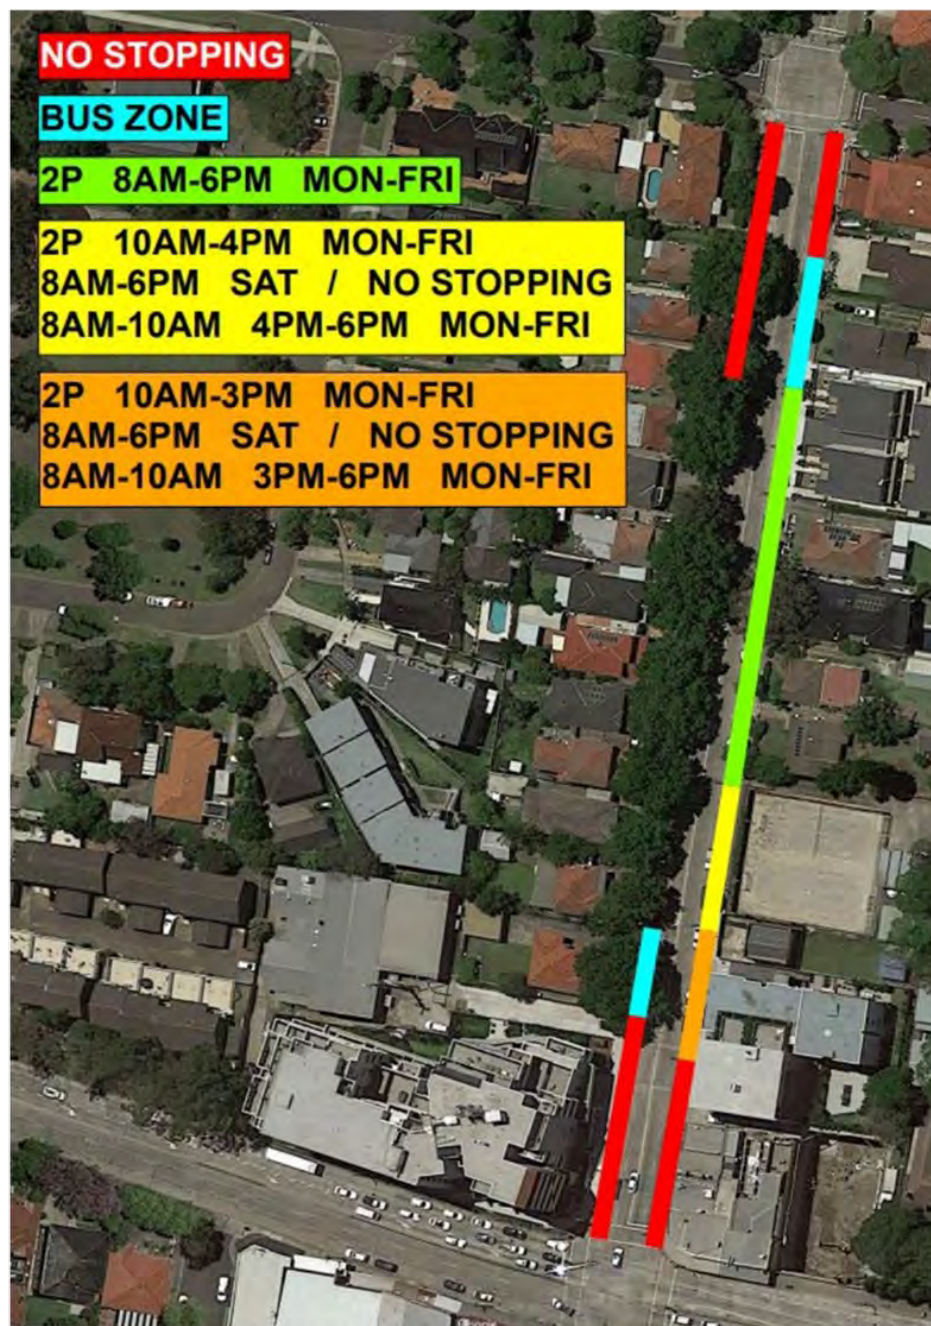 NO STOPPING
BUS ZONE
2P 8AM-6PM MON-FRI
2P 10AM-4PM MON-FRI
8AM-6PM SAT / NO STOPPING
8AM-10AM 4PM-6PM MON-FRI
2P 10AM-3PM MON-FRI
8AM-6PM SAT / NO STOPPING
8AM-10AM 3PM-6PM MON-FRI